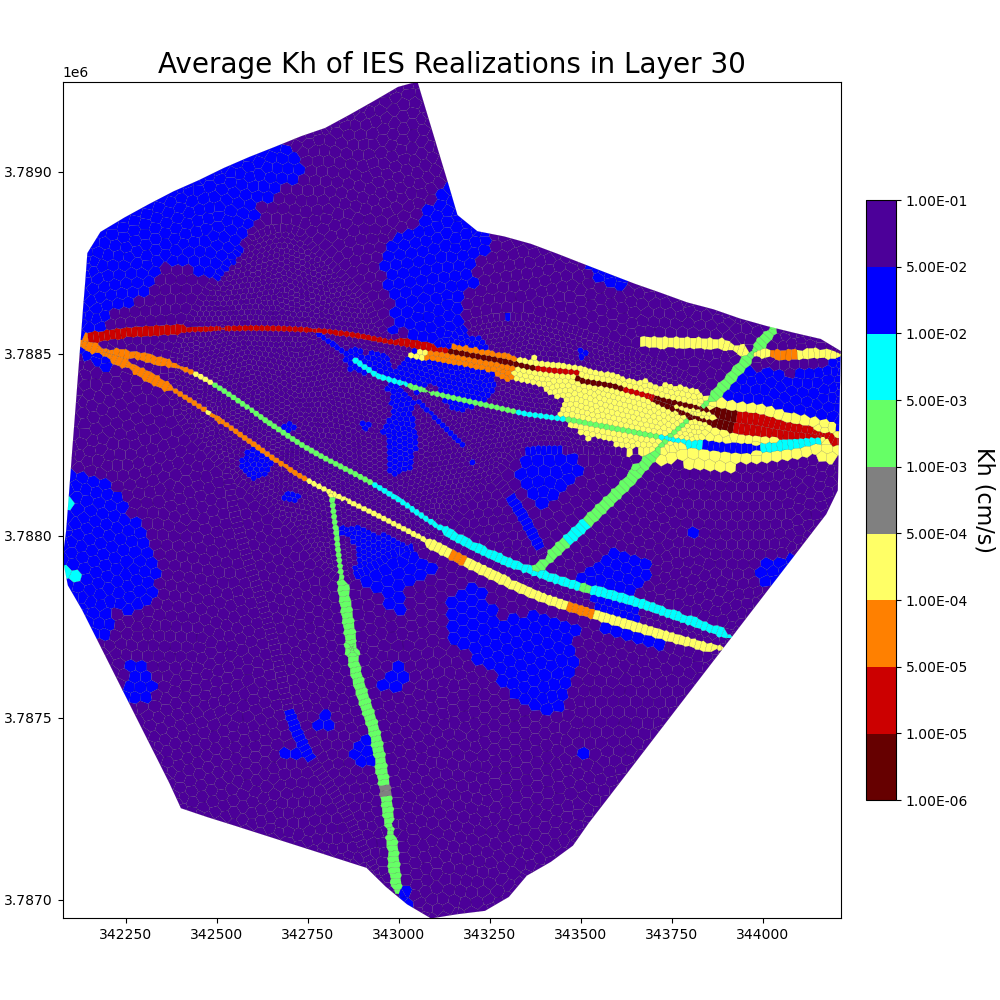 Average Kh of IES Realizations in Layer 30
1e6
3.7890
3.7885
3.7880
3.7875
3.7870
342250 342500 342750 343000 343250 343500 343750 344000
1.00E-01
5.00E-02
1.00E-02
5.00E-03
1.00E-03
5.00E-04
1.00E-04
5.00E-05
1.00E-05
1.00E-06
Kh (cm/s)